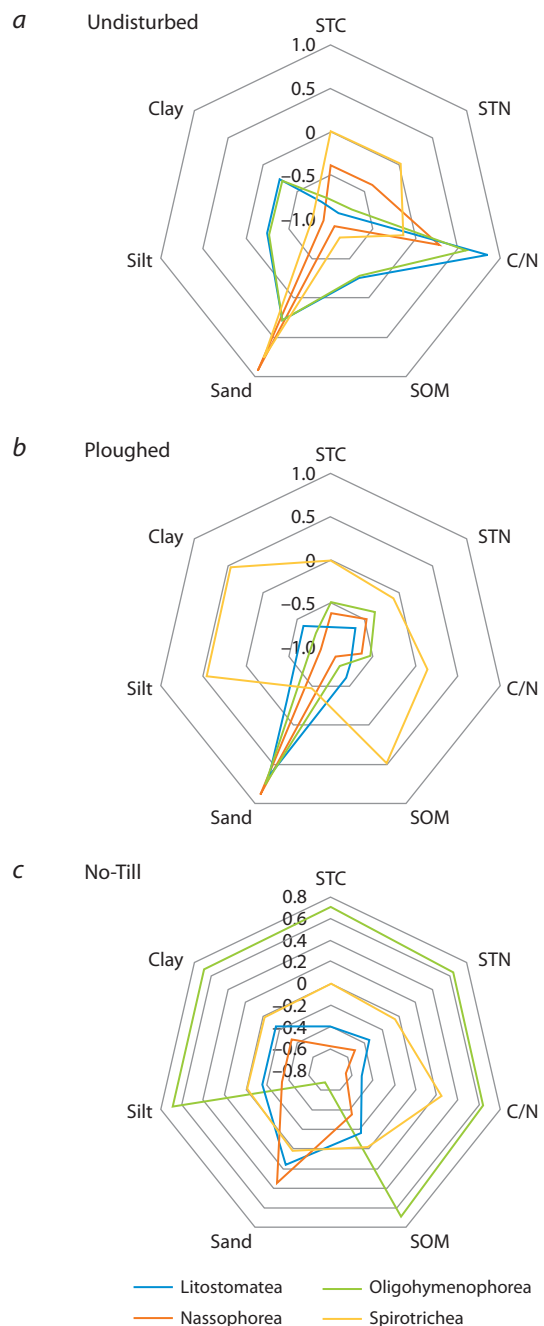 a Undisturbed
STC
1.0
0.5
0
–0.5
–1.0
STN
C/N
SOM
Sand
Silt
Clay
b Ploughed
STC
1.0
0.5
0
–0.5
–1.0
STN
C/N
SOM
Sand
Silt
Clay
c No-Till
STC
0.8
0.6
0.4
0.2
0
–0.2
–0.4
–0.6
–0.8
STN
C/N
SOM
Sand
Silt
Clay
Litostomatea
Oligohymenophorea
Nassophorea
Spirotrichea